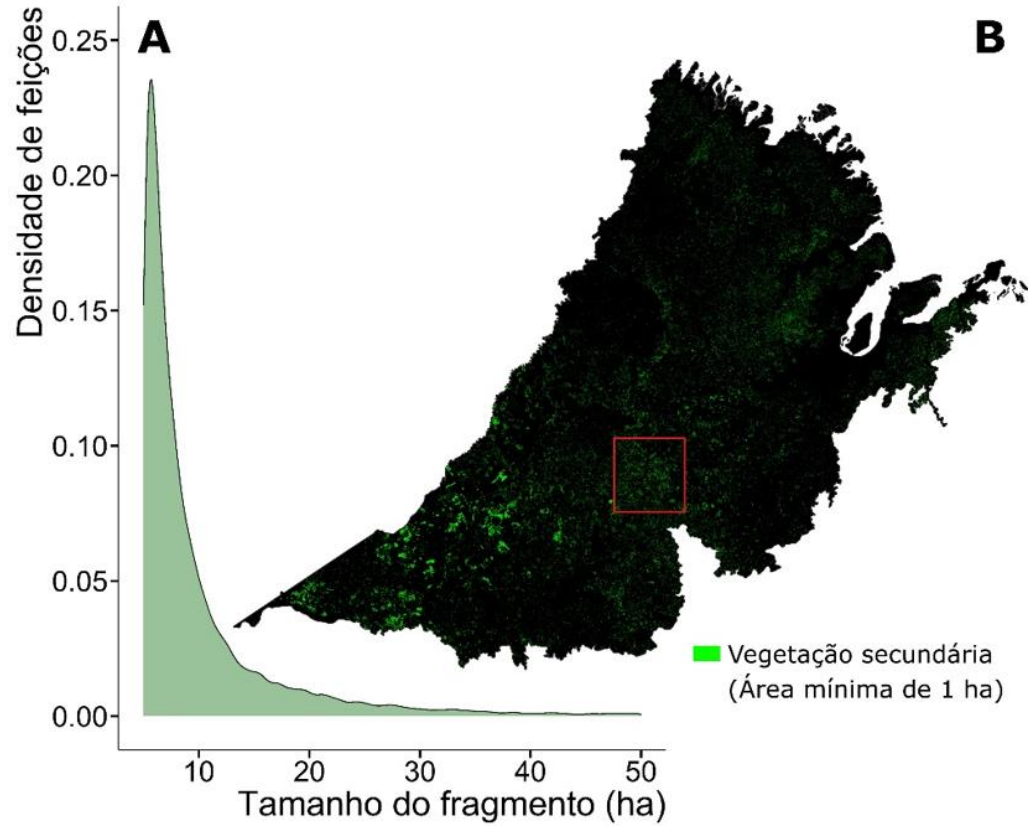 A
B
Densidade de feições
0.25
0.20
0.15
0.10
0.05
0.00
10 20 30 40 50
Tamanho do fragmento (ha)
Vegetação secundária
(Área mínima de 1 ha)